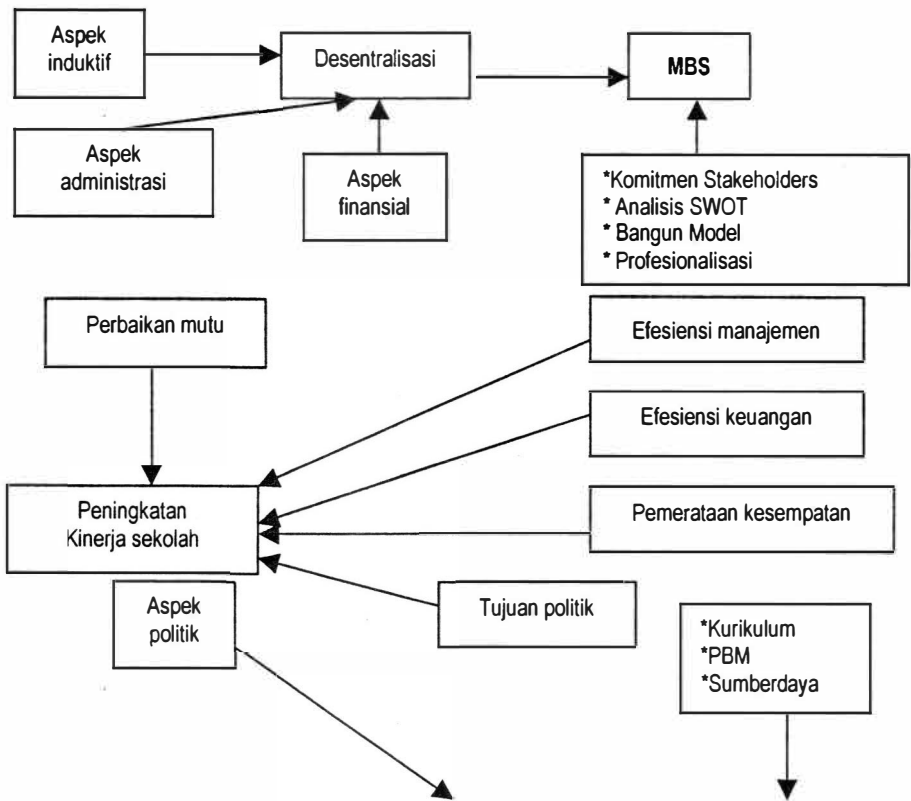 Aspek
induktif
Desentralisasi
MBS
Aspek
administrasi
Aspek
finansial
*Komitmen Stakeholders
* Analisis SWOT
* Bangun Model
* Profesionalisasi
Perbaikan mutu
Efesiensi manajemen
Efesiensi keuangan
Peningkatan
Kinerja sekolah
Pemerataan kesempatan
Aspek
politik
Tujuan politik
*Kurikulum
*PBM
*Sumberdaya